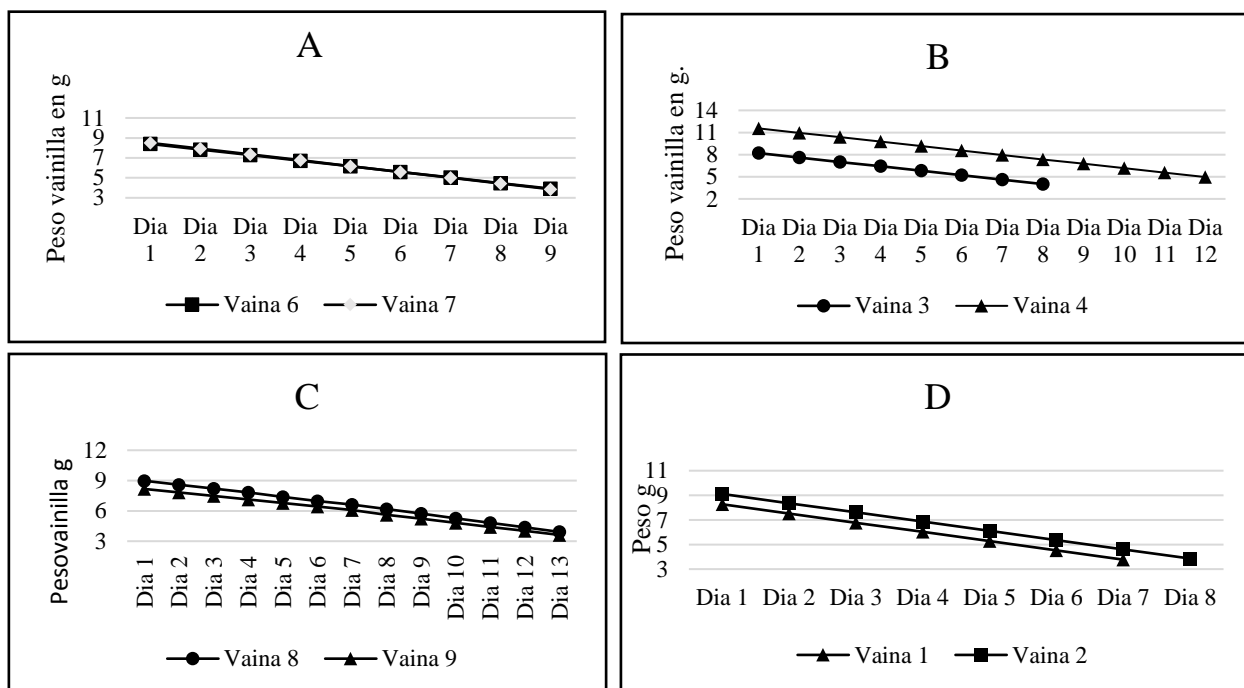 A
Peso vainilla en g
11
9
7
5
3
Dia 1 Dia 2 Dia 3 Dia 4 Dia 5 Dia 6 Dia 7 Dia 8 Dia 9
Vaina 6 Vaina 7
B
Peso vainilla en g.
14
11
8
5
2
Dia 1 Dia 2 Dia 3 Dia 4 Dia 5 Dia 6 Dia 7 Dia 8 Dia 9 Dia 10 Dia 11 Dia 12
Vaina 3 Vaina 4
C
Pesovainilla g
12
9
6
3
Dia 1 Dia 2 Dia 3 Dia 4 Dia 5 Dia 6 Dia 7 Dia 8 Dia 9 Dia 10 Dia 11 Dia 12 Dia 13
Vaina 8 Vaina 9
D
Peso g
11
9
7
5
3
Dia 1 Dia 2 Dia 3 Dia 4 Dia 5 Dia 6 Dia 7 Dia 8
Vaina 1 Vaina 2